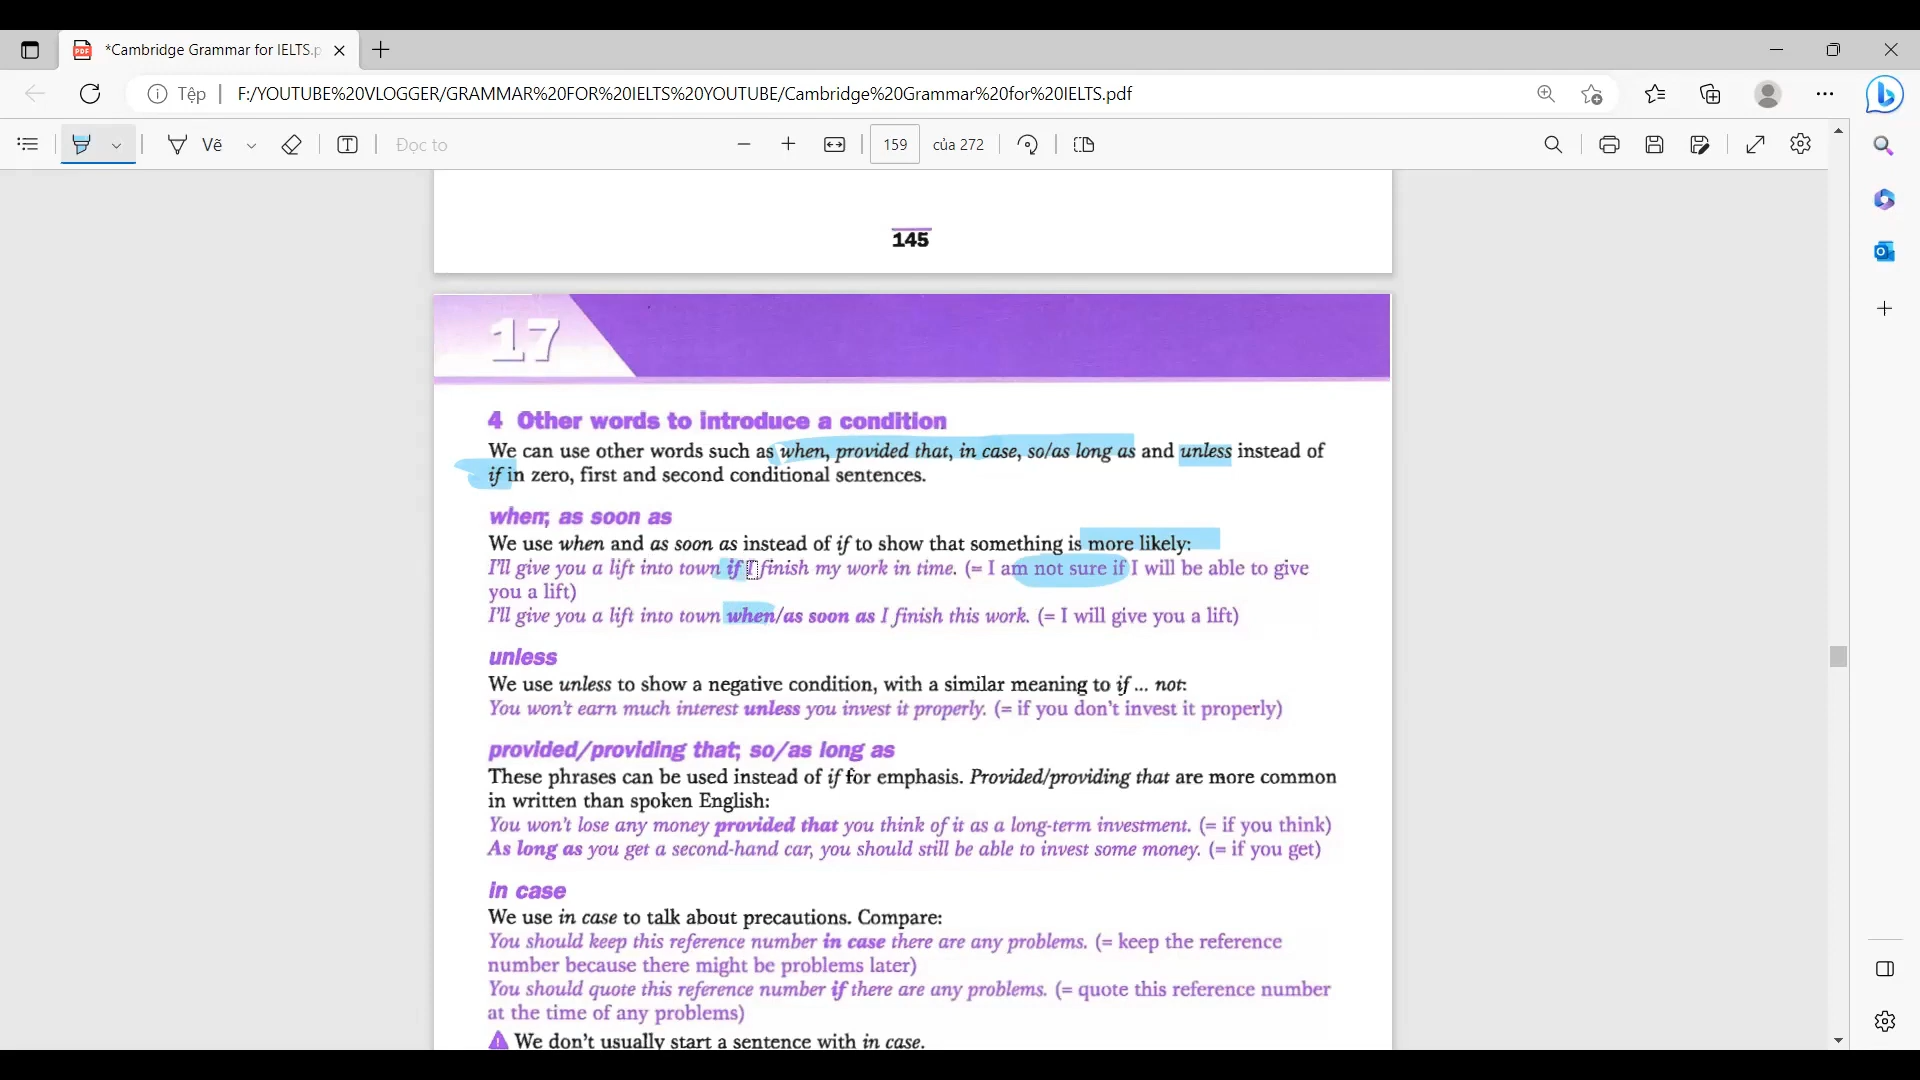 *Cambridge Grammar for IELTS.p
Tệp
F:/YOUTUBE%20VLOGGER/GRAMMAR%20FOR%20IELTS%20YOUTUBE/Cambridge%20Grammar%20for%20IELTS.pdf
Vẽ
Đọc to
159
của 272
145
17
4 Other words to introduce a condition
We can use other words such as when, provided that, in case, so/as long as and unless instead of
if in zero, first and second conditional sentences.
when; as soon as
We use when and as soon as instead of if to show that something is more likely:
I'll give you a lift into town if I finish my work in time. (= I am not sure if I will be able to give
you a lift)
I'll give you a lift into town when/as soon as I finish this work. (= I will give you a lift)
unless
We use unless to show a negative condition, with a similar meaning to if ... not:
You won't earn much interest unless you invest it properly. (= if you don't invest it properly)
provided/providing that; so/as long as
These phrases can be used instead of if for emphasis. Provided/providing that are more common
in written than spoken English:
You won't lose any money provided that you think of it as a long-term investment. (= if you think)
As long as you get a second-hand car, you should still be able to invest some money. (= if you get)
in case
We use in case to talk about precautions. Compare:
You should keep this reference number in case there are any problems. (= keep the reference
number because there might be problems later)
You should quote this reference number if there are any problems. (= quote this reference number
at the time of any problems)
We don't usually start a sentence with in case.